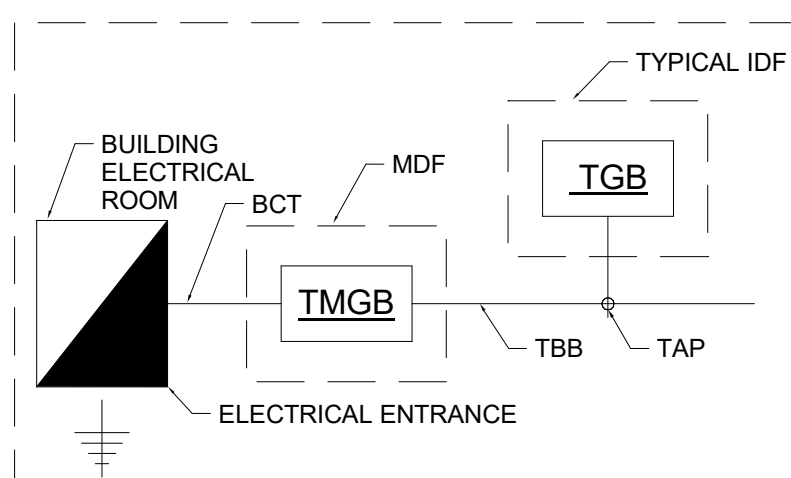 TYPICAL IDF
BUILDING
ELECTRICAL
ROOM
MDF
TGB
BCT
TMGB
TBB
TAP
ELECTRICAL ENTRANCE